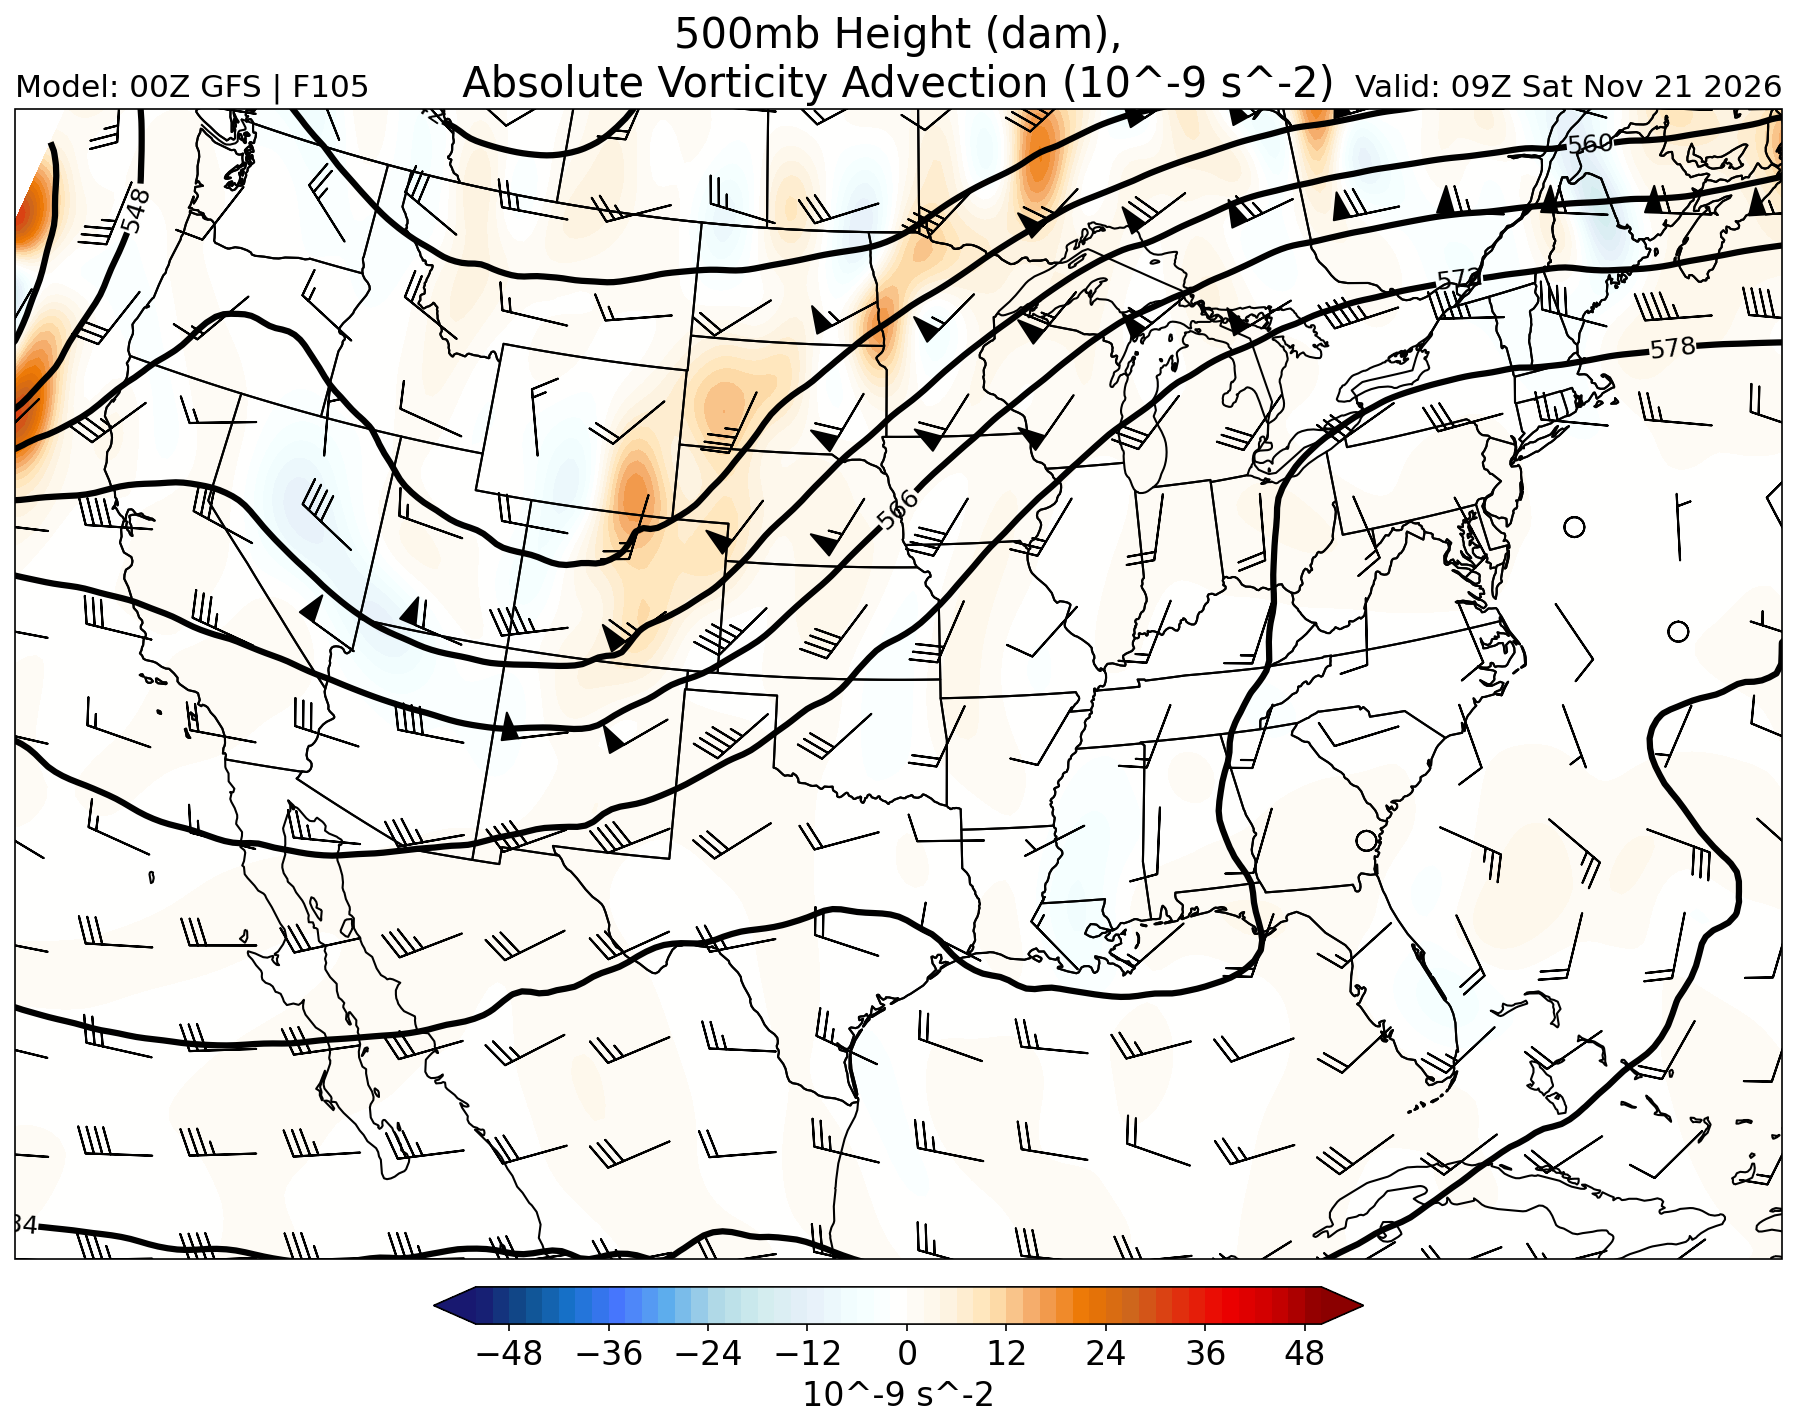 500mb Height (dam),
Model: 00Z GFS | F105
Absolute Vorticity Advection (10^-9 s^-2)
Valid: 09Z Sat Nov 21 2026
560
548
572
578
566
−48 −36 −24 −12 0 12 24 36 48
10^-9 s^-2